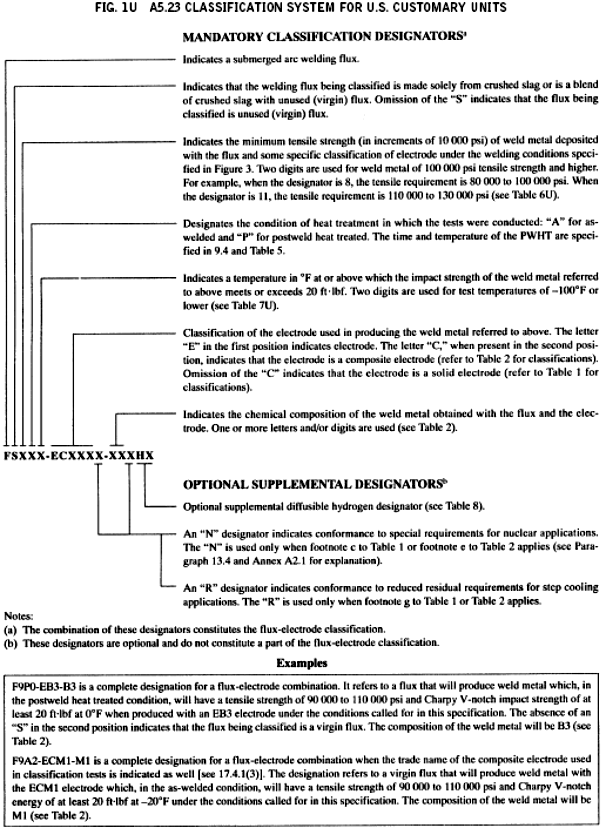 FIG. 1U A5.23 CLASSIFICATION SYSTEM FOR U.S. CUSTOMARY UNITS
MANDATORY CLASSIFICATION DESIGNATORSª
Indicates a submerged arc welding flux.
Indicates that the welding flux being classified is made solely from crushed slag or is a blend
of crushed slag with unused (virgin) flux. Omission of the "S" indicates that the flux being
classified is unused (virgin) flux.
Indicates the minimum tensile strength (in increments of 10 000 psi) of weld metal deposited
with the flux and some specific classification of electrode under the welding conditions speci-
fied in Figure 3. Two digits are used for weld metal of 100 000 psi tensile strength and higher.
For example, when the designator is 8, the tensile requirement is 80 000 to 100 000 psi. When
the designator is 11, the tensile requirement is 110 000 to 130 000 psi (see Table 6U).
Designates the condition of heat treatment in which the tests were conducted: "A" for as-
welded and "P" for postweld heat treated. The time and temperature of the PWHT are speci-
fied in 9.4 and Table 5.
Indicates a temperature in °F at or above which the impact strength of the weld metal referred
to above meets or exceeds 20 ft·lbf. Two digits are used for test temperatures of –100°F or
lower (see Table 7U).
Classification of the electrode used in producing the weld metal referred to above. The letter
"E" in the first position indicates electrode. The letter "C," when present in the second posi-
tion, indicates that the electrode is a composite electrode (refer to Table 2 for classifications).
Omission of the "C" indicates that the electrode is a solid electrode (refer to Table 1 for
classifications).
Indicates the chemical composition of the weld metal obtained with the flux and the elec-
trode. One or more letters and/or digits are used (see Table 2).
FSXXX-ECXXXX-XXXHX
OPTIONAL SUPPLEMENTAL DESIGNATORSᵇ
Optional supplemental diffusible hydrogen designator (see Table 8).
An "N" designator indicates conformance to special requirements for nuclear applications.
The "N" is used only when footnote c to Table 1 or footnote e to Table 2 applies (see Para-
graph 13.4 and Annex A2.1 for explanation).
An "R" designator indicates conformance to reduced residual requirements for step cooling
applications. The "R" is used only when footnote g to Table 1 or Table 2 applies.
Notes:
(a) The combination of these designators constitutes the flux-electrode classification.
(b) These designators are optional and do not constitute a part of the flux-electrode classification.
Examples
F9P0-EB3-B3 is a complete designation for a flux-electrode combination. It refers to a flux that will produce weld metal which, in
the postweld heat treated condition, will have a tensile strength of 90 000 to 110 000 psi and Charpy V-notch impact strength of at
least 20 ft·lbf at 0°F when produced with an EB3 electrode under the conditions called for in this specification. The absence of an
"S" in the second position indicates that the flux being classified is a virgin flux. The composition of the weld metal will be B3 (see
Table 2).
F9A2-ECM1-M1 is a complete designation for a flux-electrode combination when the trade name of the composite electrode used
in classification tests is indicated as well [see 17.4.1(3)]. The designation refers to a virgin flux that will produce weld metal with
the ECM1 electrode which, in the as-welded condition, will have a tensile strength of 90 000 to 110 000 psi and Charpy V-notch
energy of at least 20 ft·lbf at –20°F under the conditions called for in this specification. The composition of the weld metal will be
M1 (see Table 2).